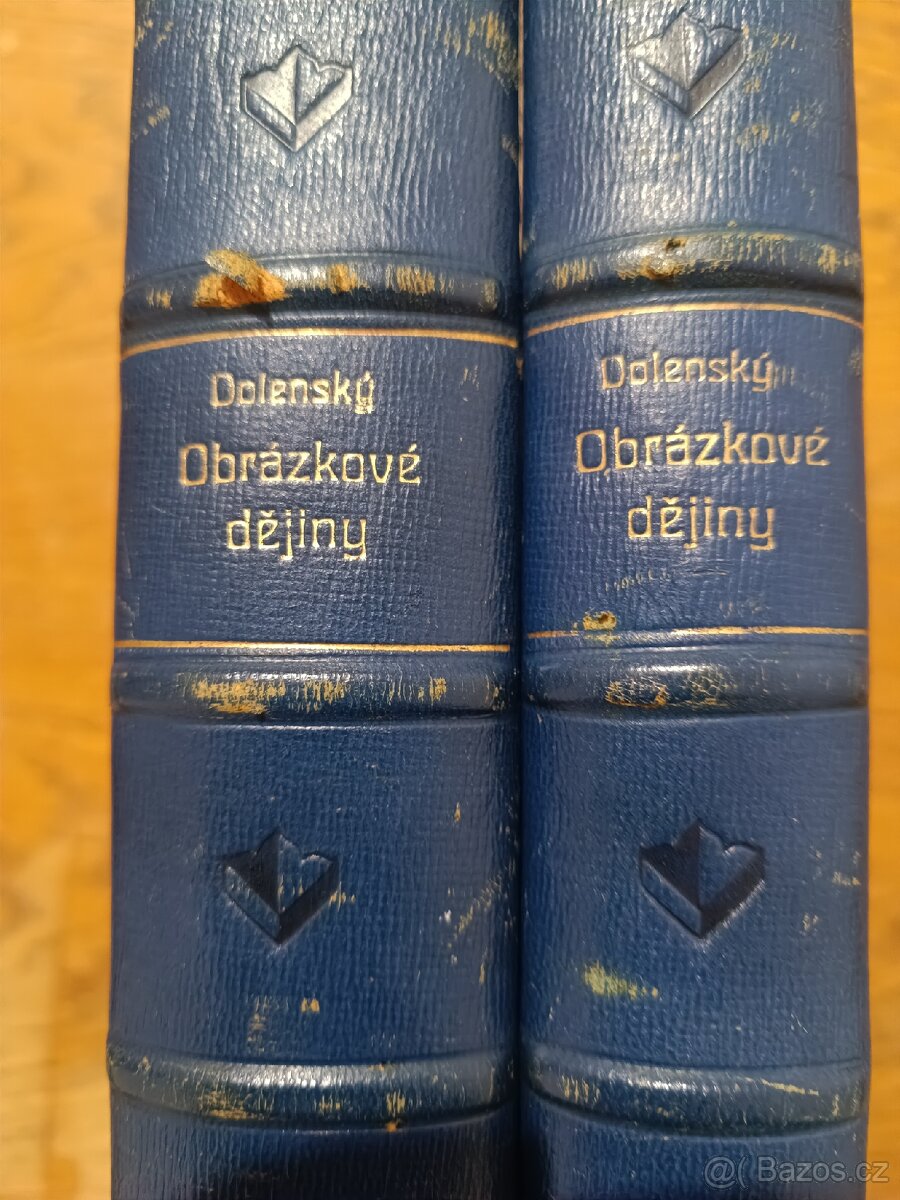 Dolenský
Obrázkové
dějiny
Dolenský
Obrázkové
dějiny
@( Bazos.cz